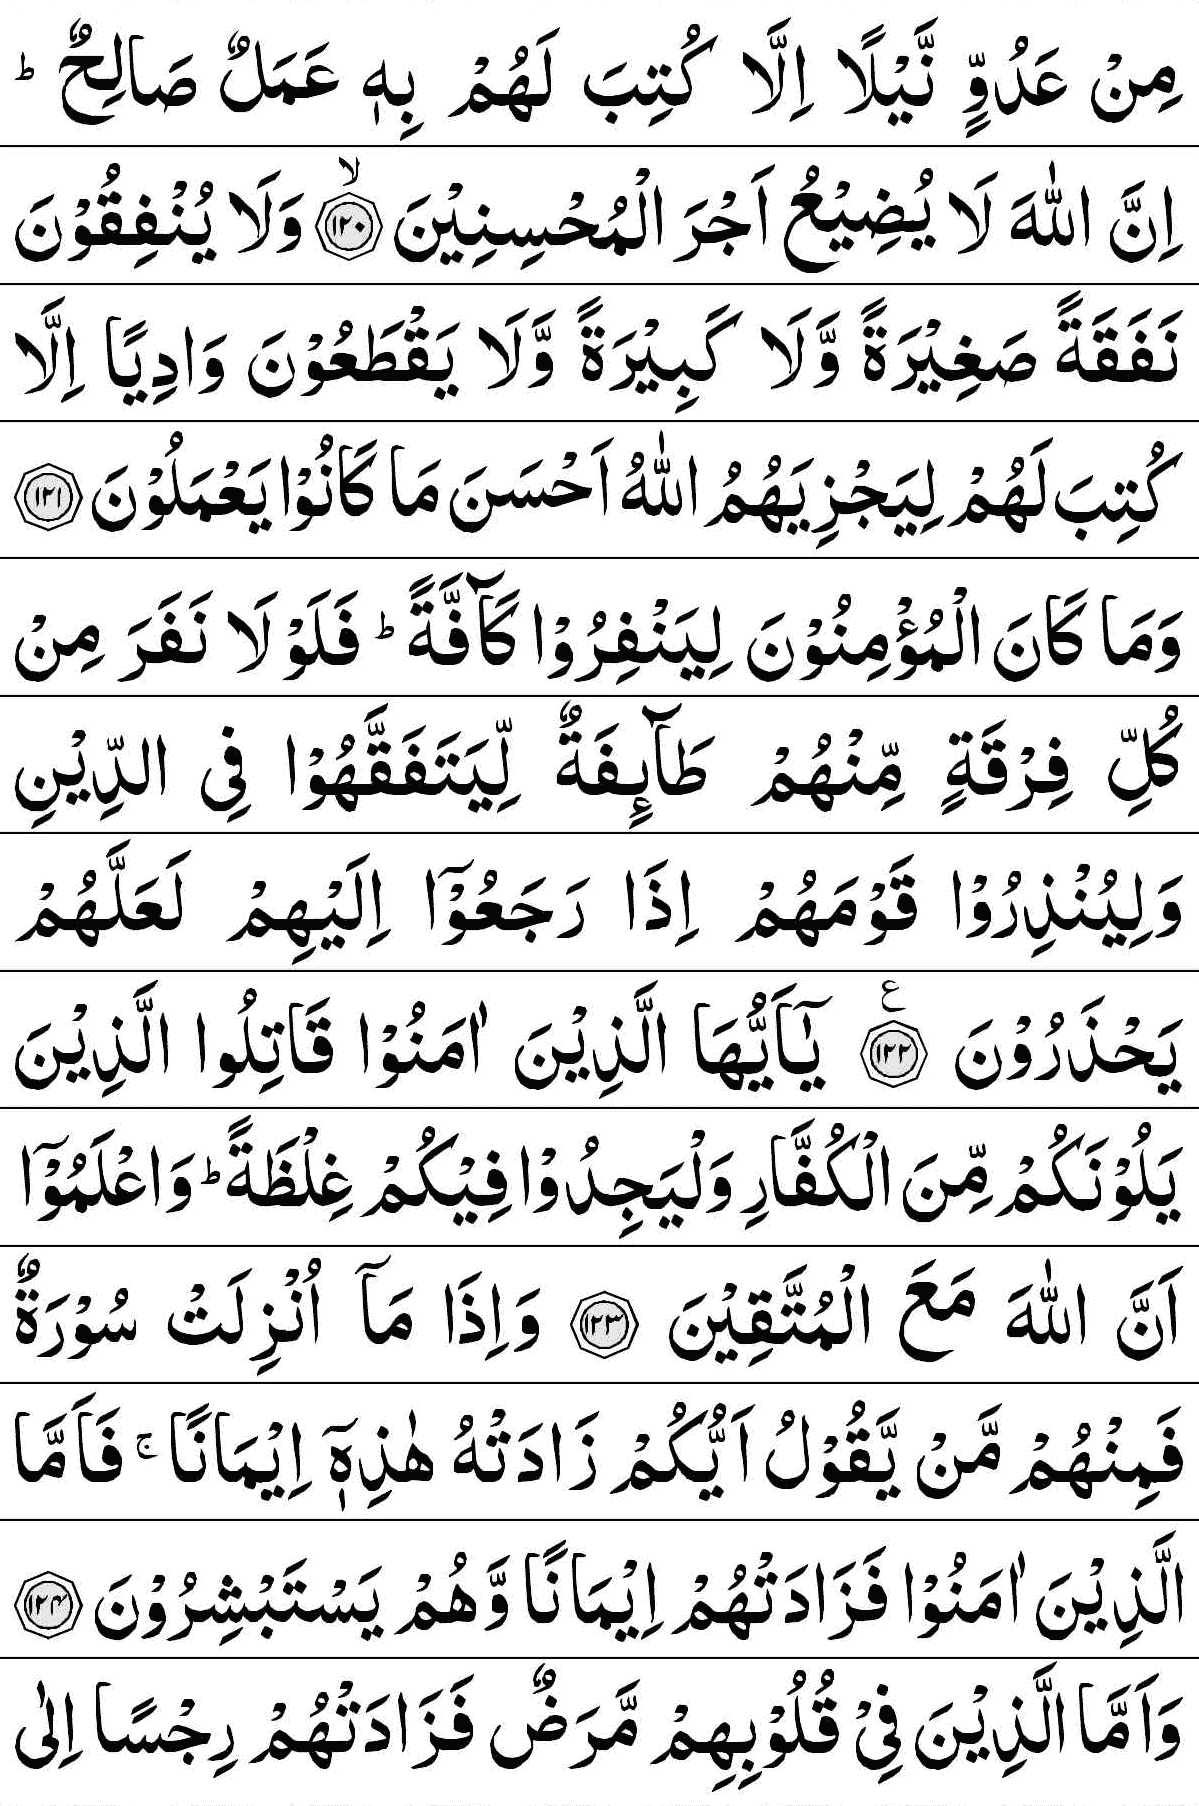 مِنْ عَدُوٍّ نَّيْلًا اِلَّا كُتِبَ لَهُمْ بِهٖ عَمَلٌ صَالِحٌ ؕ
اِنَّ اللّٰهَ لَا يُضِيْعُ اَجْرَ الْمُحْسِنِيْنَ ۙ‏﴿۱۲۰﴾ وَلَا يُنْفِقُوْنَ
نَفَقَةً صَغِيْرَةً وَّلَا كَبِيْرَةً وَّلَا يَقْطَعُوْنَ وَادِيًا اِلَّا
كُتِبَ لَهُمْ لِيَجْزِيَهُمُ اللّٰهُ اَحْسَنَ مَا كَانُوْا يَعْمَلُوْنَ ﴿۱۲۱﴾
وَمَا كَانَ الْمُؤْمِنُوْنَ لِيَنْفِرُوْا كَآفَّةً ؕ فَلَوْلَا نَفَرَ مِنْ
كُلِّ فِرْقَةٍ مِّنْهُمْ طَآٮِٕفَةٌ لِّيَتَفَقَّهُوْا فِى الدِّيْنِ
وَلِيُنْذِرُوْا قَوْمَهُمْ اِذَا رَجَعُوْۤا اِلَيْهِمْ لَعَلَّهُمْ
يَحْذَرُوْنَ ﴿۱۲۲﴾ ع يٰۤاَيُّهَا الَّذِيْنَ اٰمَنُوْا قَاتِلُوا الَّذِيْنَ
يَلُوْنَكُمْ مِّنَ الْكُفَّارِ وَلْيَجِدُوْا فِيْكُمْ غِلْظَةً ؕ وَاعْلَمُوْۤا
اَنَّ اللّٰهَ مَعَ الْمُتَّقِيْنَ ﴿۱۲۳﴾ وَاِذَا مَاۤ اُنْزِلَتْ سُوْرَةٌ
فَمِنْهُمْ مَّنْ يَّقُوْلُ اَيُّكُمْ زَادَتْهُ هٰذِهٖۤ اِيْمَانًا ۚ فَاَمَّا
الَّذِيْنَ اٰمَنُوْا فَزَادَتْهُمْ اِيْمَانًا وَّهُمْ يَسْتَبْشِرُوْنَ ﴿۱۲۴﴾
وَاَمَّا الَّذِيْنَ فِىْ قُلُوْبِهِمْ مَّرَضٌ فَزَادَتْهُمْ رِجْسًا اِلٰى